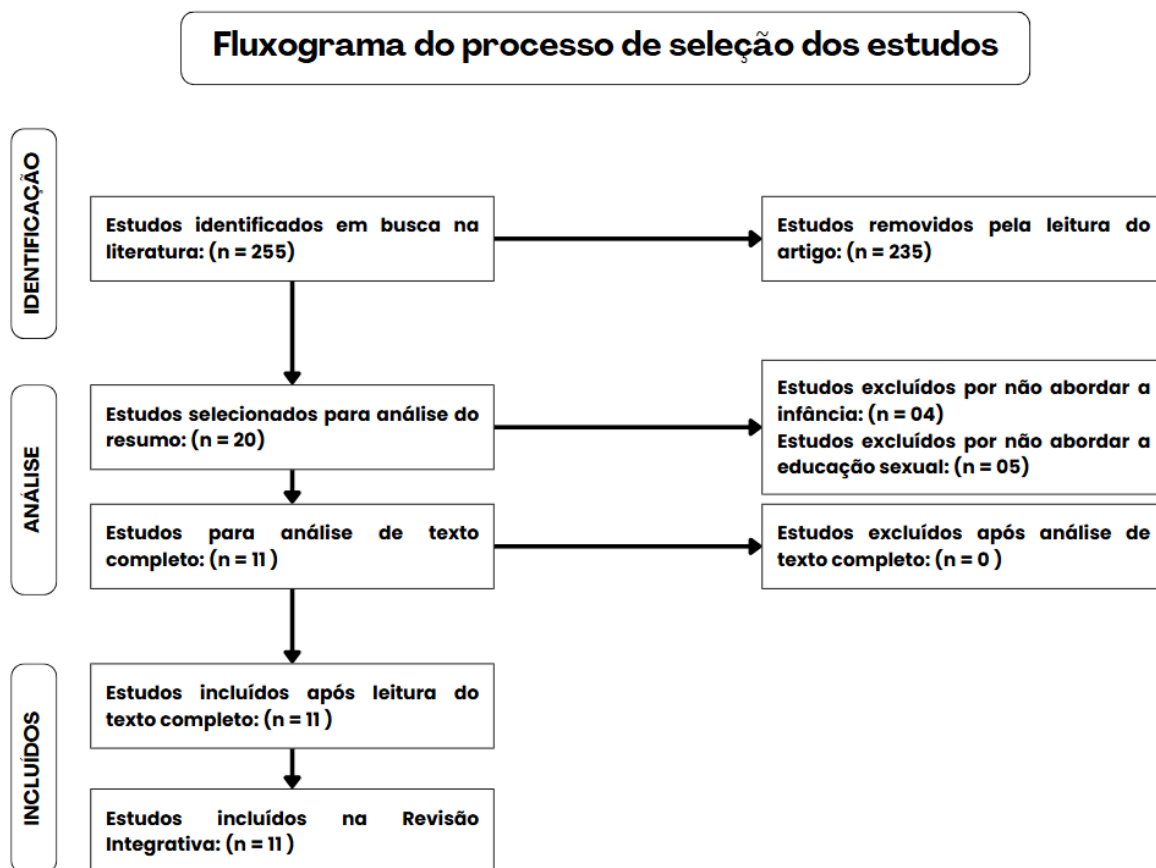 Fluxograma do processo de seleção dos estudos
IDENTIFICAÇÃO
Estudos identificados em busca na
literatura: (n = 255)
Estudos removidos pela leitura do
artigo: (n = 235)
ANÁLISE
Estudos selecionados para análise do
resumo: (n = 20)
Estudos excluídos por não abordar a
infância: (n = 04)
Estudos excluídos por não abordar a
educação sexual: (n = 05)
Estudos para análise de texto
completo: (n = 11 )
Estudos excluídos após análise de
texto completo: (n = 0 )
INCLUÍDOS
Estudos incluídos após leitura do
texto completo: (n = 11 )
Estudos incluídos na Revisão
Integrativa: (n = 11 )